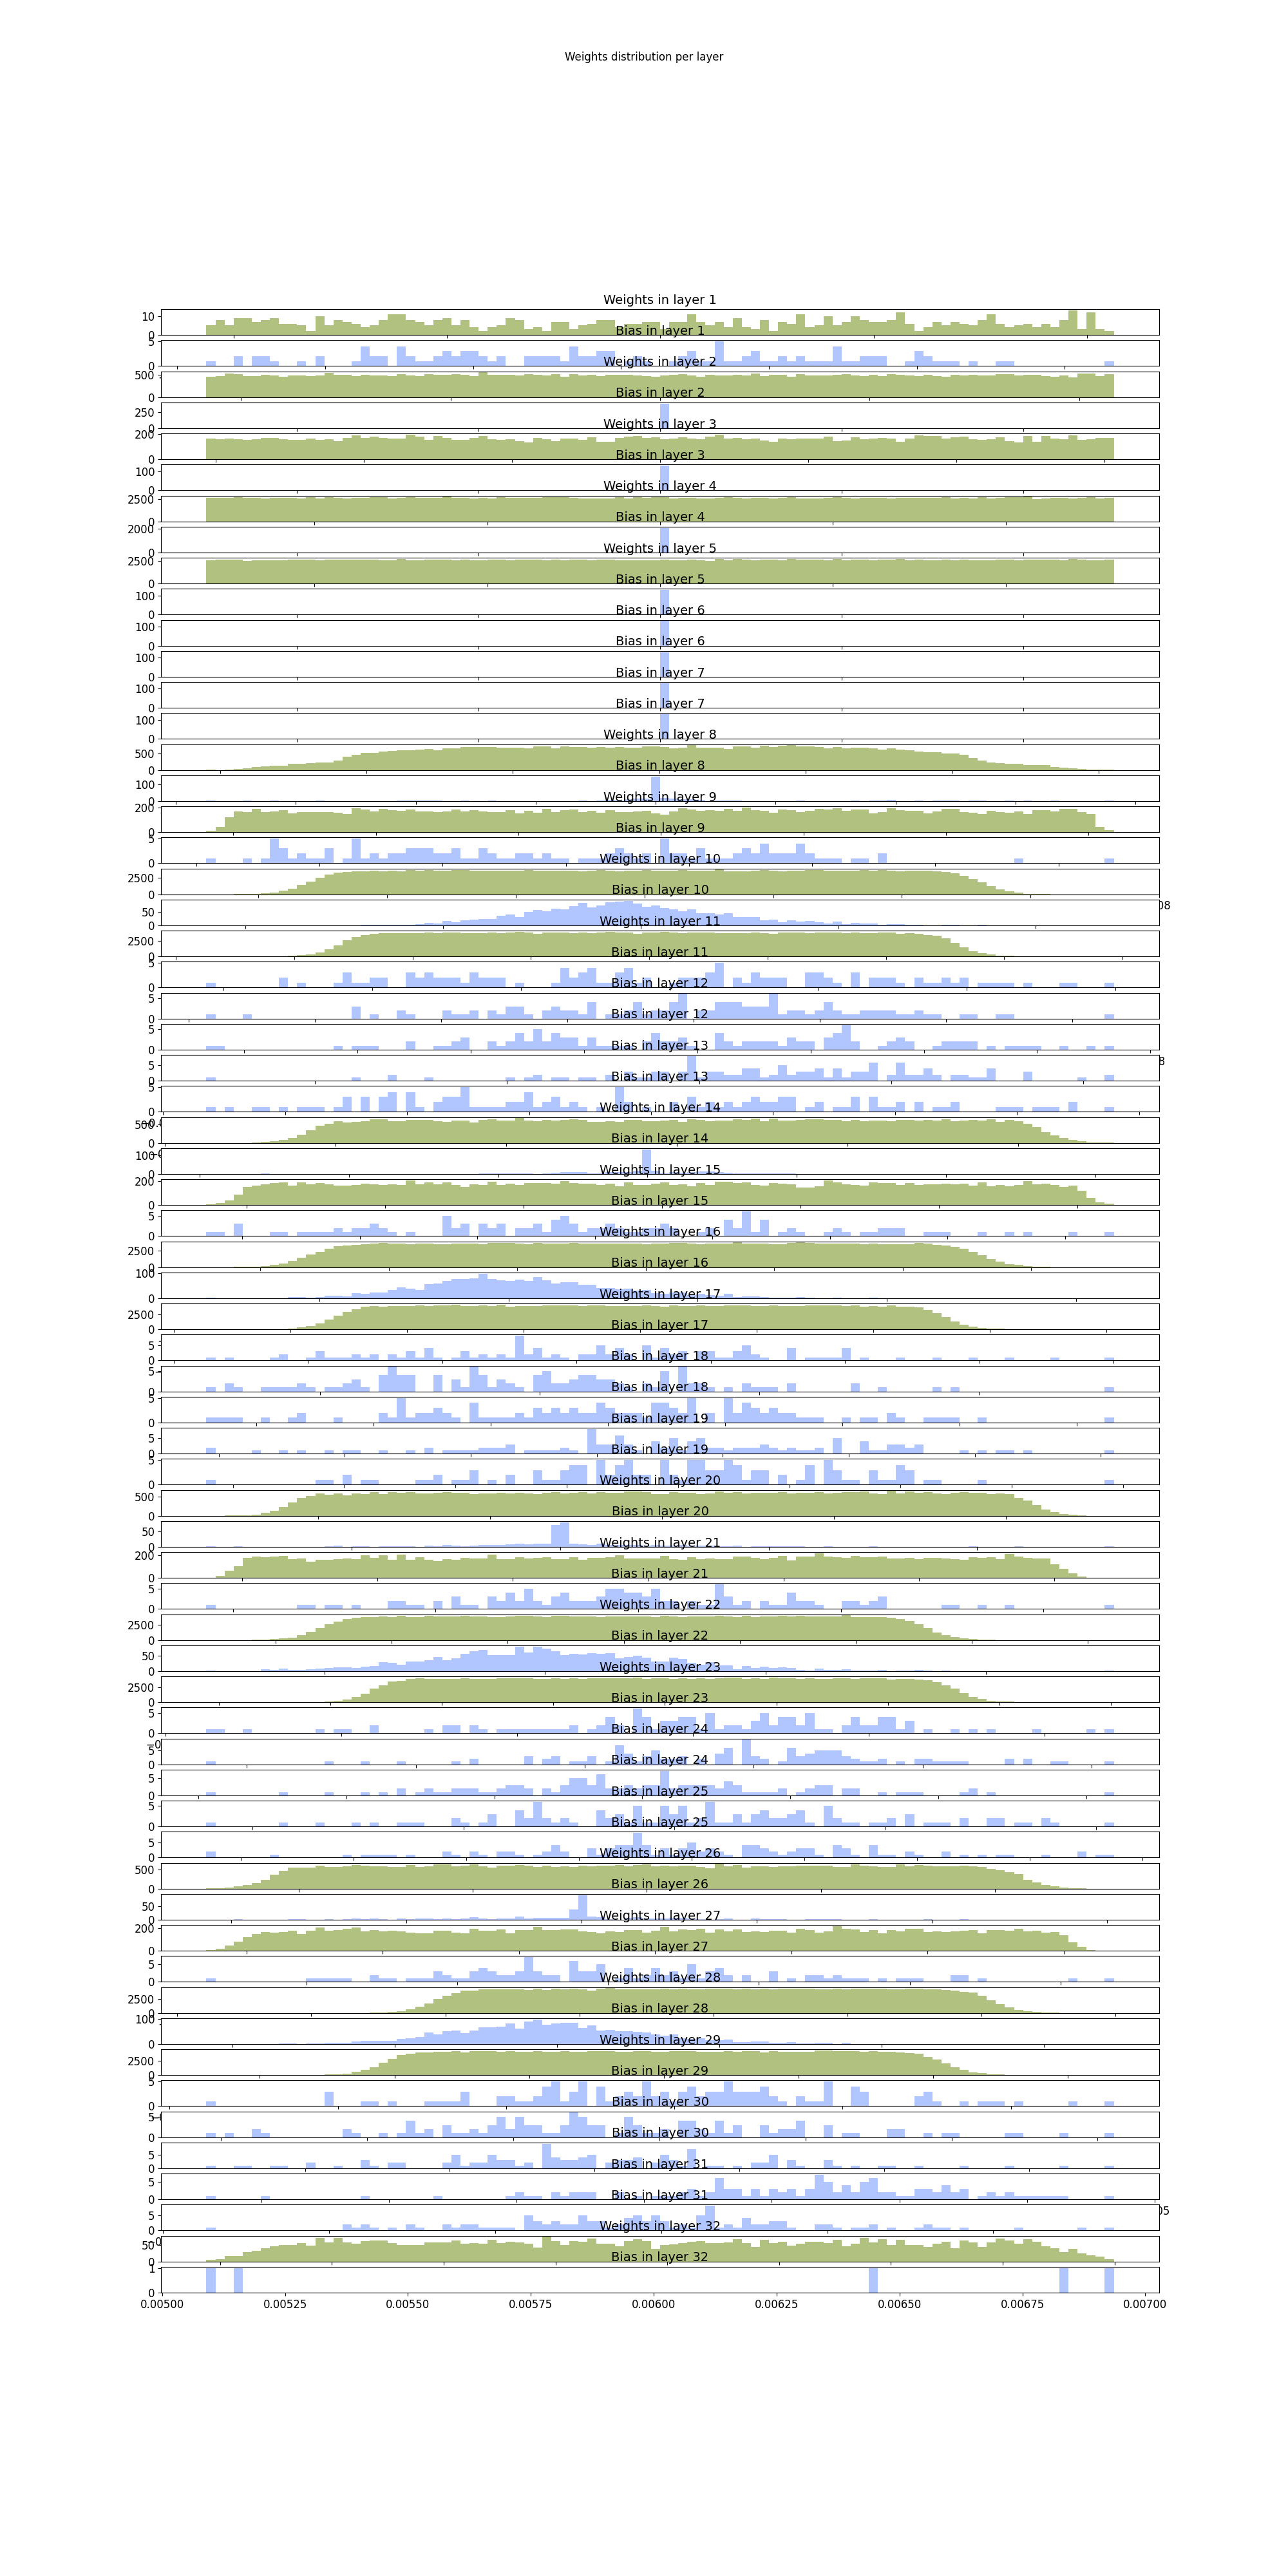 Weights distribution per layer
Weights in layer 1
10
0
Bias in layer 1
5
0
Weights in layer 2
500
0
Bias in layer 2
250
0
Weights in layer 3
200
0
Bias in layer 3
100
0
Weights in layer 4
2500
0
Bias in layer 4
2000
0
Weights in layer 5
2500
0
Bias in layer 5
100
0
Bias in layer 6
100
0
Bias in layer 6
100
0
Bias in layer 7
100
0
Bias in layer 7
100
0
Weights in layer 8
500
0
Bias in layer 8
100
0
Weights in layer 9
200
0
Bias in layer 9
5
0
Weights in layer 10
2500
0
Bias in layer 10
50
0
Weights in layer 11
2500
0
Bias in layer 11
5
0
Bias in layer 12
5
0
Bias in layer 12
5
0
Bias in layer 13
5
0
Bias in layer 13
5
0
Weights in layer 14
500
0
Bias in layer 14
100
0
Weights in layer 15
200
0
Bias in layer 15
5
0
Weights in layer 16
2500
0
Bias in layer 16
100
0
Weights in layer 17
2500
0
Bias in layer 17
5
0
Bias in layer 18
5
0
Bias in layer 18
5
0
Bias in layer 19
5
0
Bias in layer 19
5
0
Weights in layer 20
500
0
Bias in layer 20
50
0
Weights in layer 21
200
0
Bias in layer 21
5
0
Weights in layer 22
2500
0
Bias in layer 22
50
0
Weights in layer 23
2500
0
Bias in layer 23
5
0
Bias in layer 24
5
0
Bias in layer 24
5
0
Bias in layer 25
5
0
Bias in layer 25
5
0
Weights in layer 26
500
0
Bias in layer 26
50
0
Weights in layer 27
200
0
Bias in layer 27
5
0
Weights in layer 28
2500
0
Bias in layer 28
100
0
Weights in layer 29
2500
0
Bias in layer 29
5
0
Bias in layer 30
5
0
Bias in layer 30
5
0
Bias in layer 31
5
0
Bias in layer 31
5
0
Weights in layer 32
50
0
Bias in layer 32
1
0
0.00500 0.00525 0.00550 0.00575 0.00600 0.00625 0.00650 0.00675 0.00700